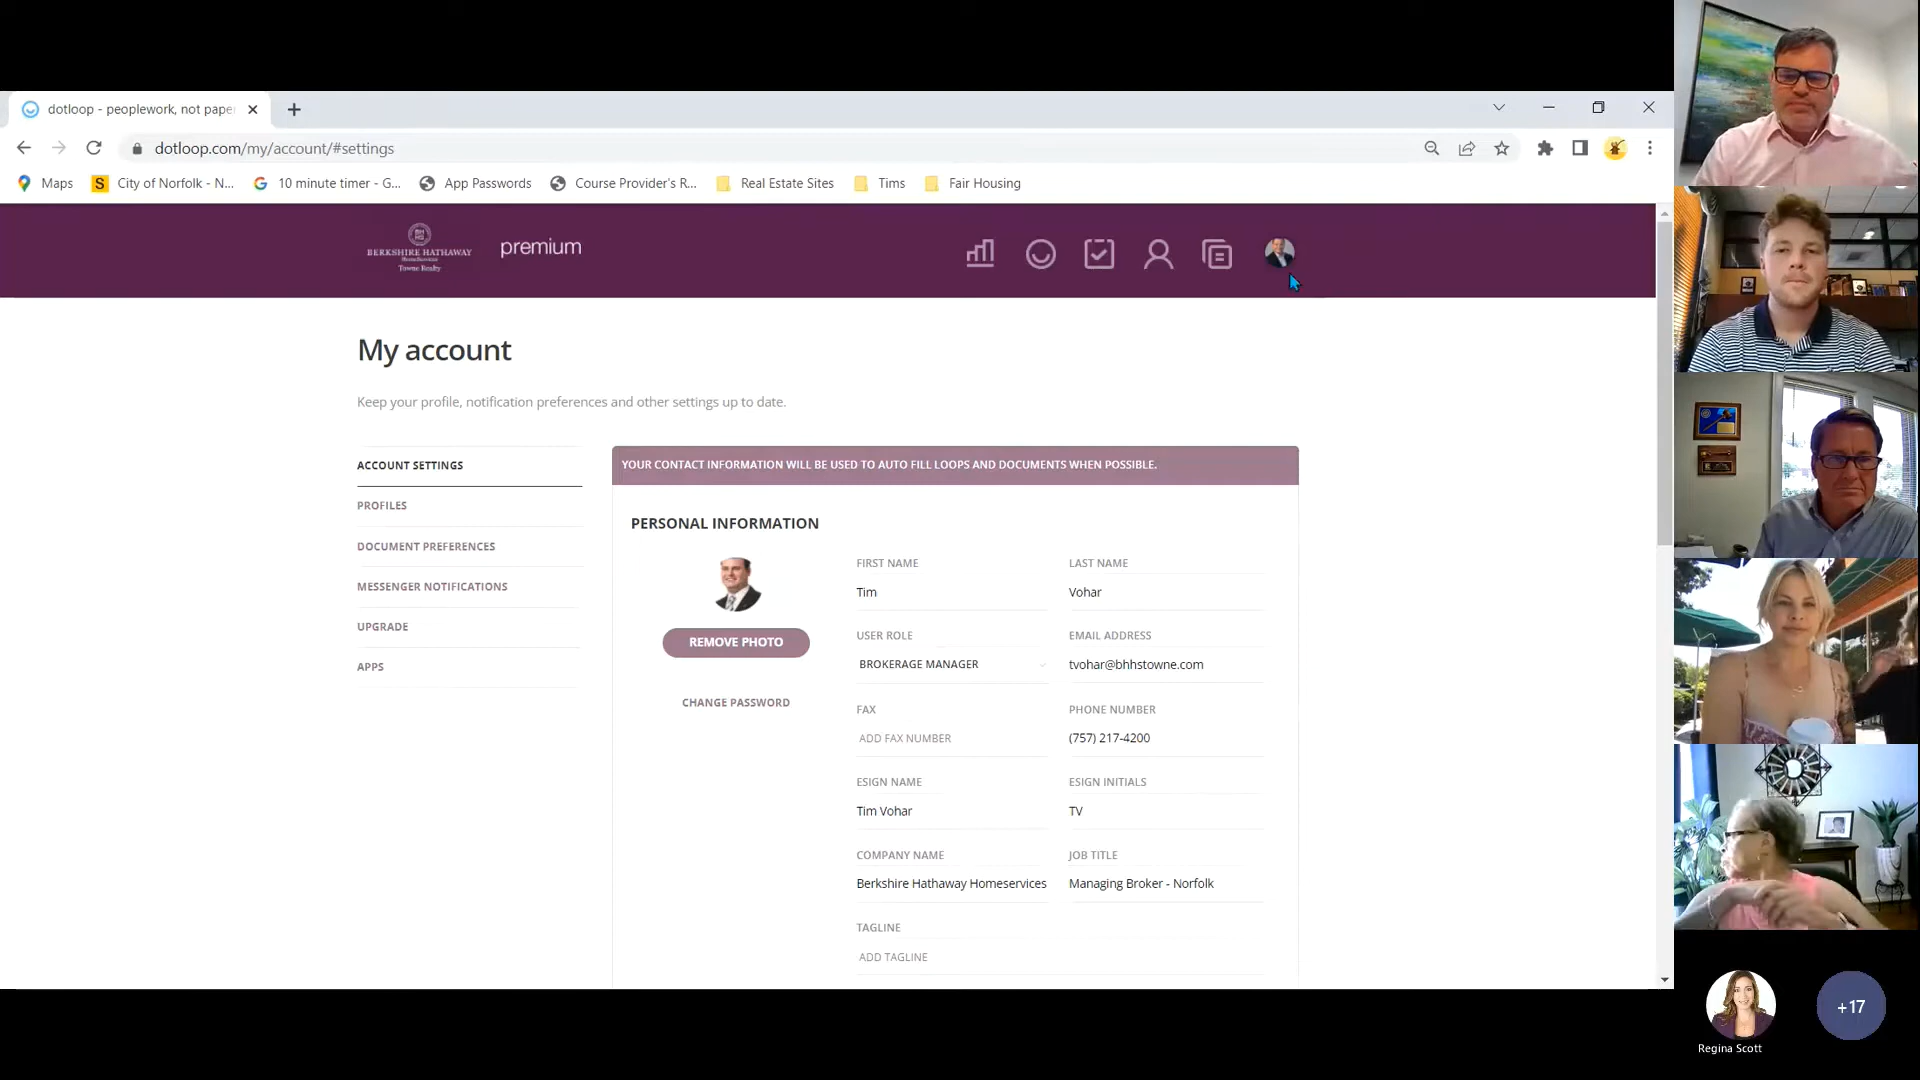 dotloop - peoplework, not pape
dotloop.com/my/account/#settings
Maps
S
City of Norfolk - N...
10 minute timer - G...
App Passwords
Course Provider's R...
Real Estate Sites
Tims
Fair Housing
BERKSHIRE HATHAWAY
HomeServices
Towne Realty
premium
My account
Keep your profile, notification preferences and other settings up to date.
ACCOUNT SETTINGS
PROFILES
DOCUMENT PREFERENCES
MESSENGER NOTIFICATIONS
UPGRADE
APPS
YOUR CONTACT INFORMATION WILL BE USED TO AUTO FILL LOOPS AND DOCUMENTS WHEN POSSIBLE.
PERSONAL INFORMATION
REMOVE PHOTO
CHANGE PASSWORD
FIRST NAME
Tim
LAST NAME
Vohar
USER ROLE
BROKERAGE MANAGER
EMAIL ADDRESS
tvohar@bhhstowne.com
FAX
ADD FAX NUMBER
PHONE NUMBER
(757) 217-4200
ESIGN NAME
Tim Vohar
ESIGN INITIALS
TV
COMPANY NAME
Berkshire Hathaway Homeservices
JOB TITLE
Managing Broker - Norfolk
TAGLINE
ADD TAGLINE
Regina Scott
+17